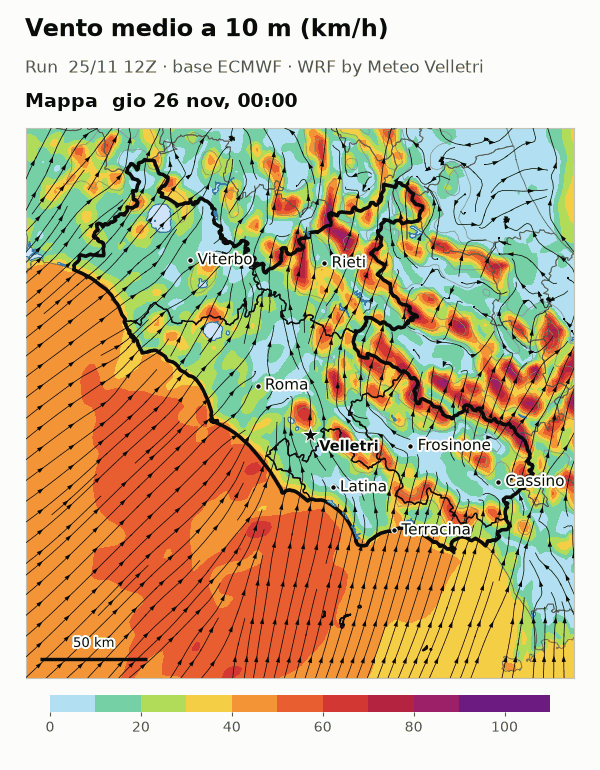 Vento medio a 10 m (km/h)
Run  25/11 12Z · base ECMWF · WRF by Meteo Velletri
Mappa  gio 26 nov, 00:00
Viterbo
Rieti
Roma
Velletri
Frosinone
Latina
Cassino
Terracina
50 km
0 20 40 60 80 100